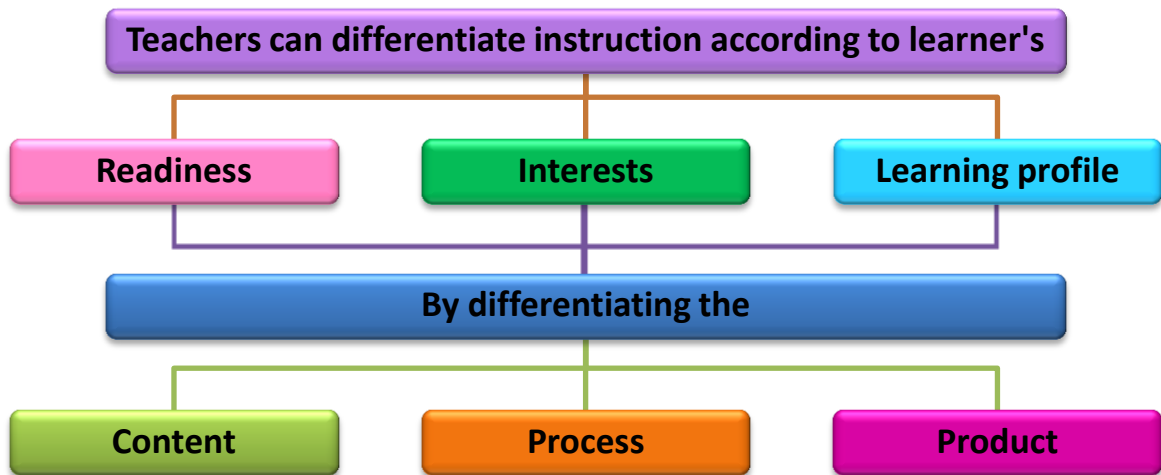 Teachers can differentiate instruction according to learner's
Readiness
Interests
Learning profile
By differentiating the
Content
Process
Product